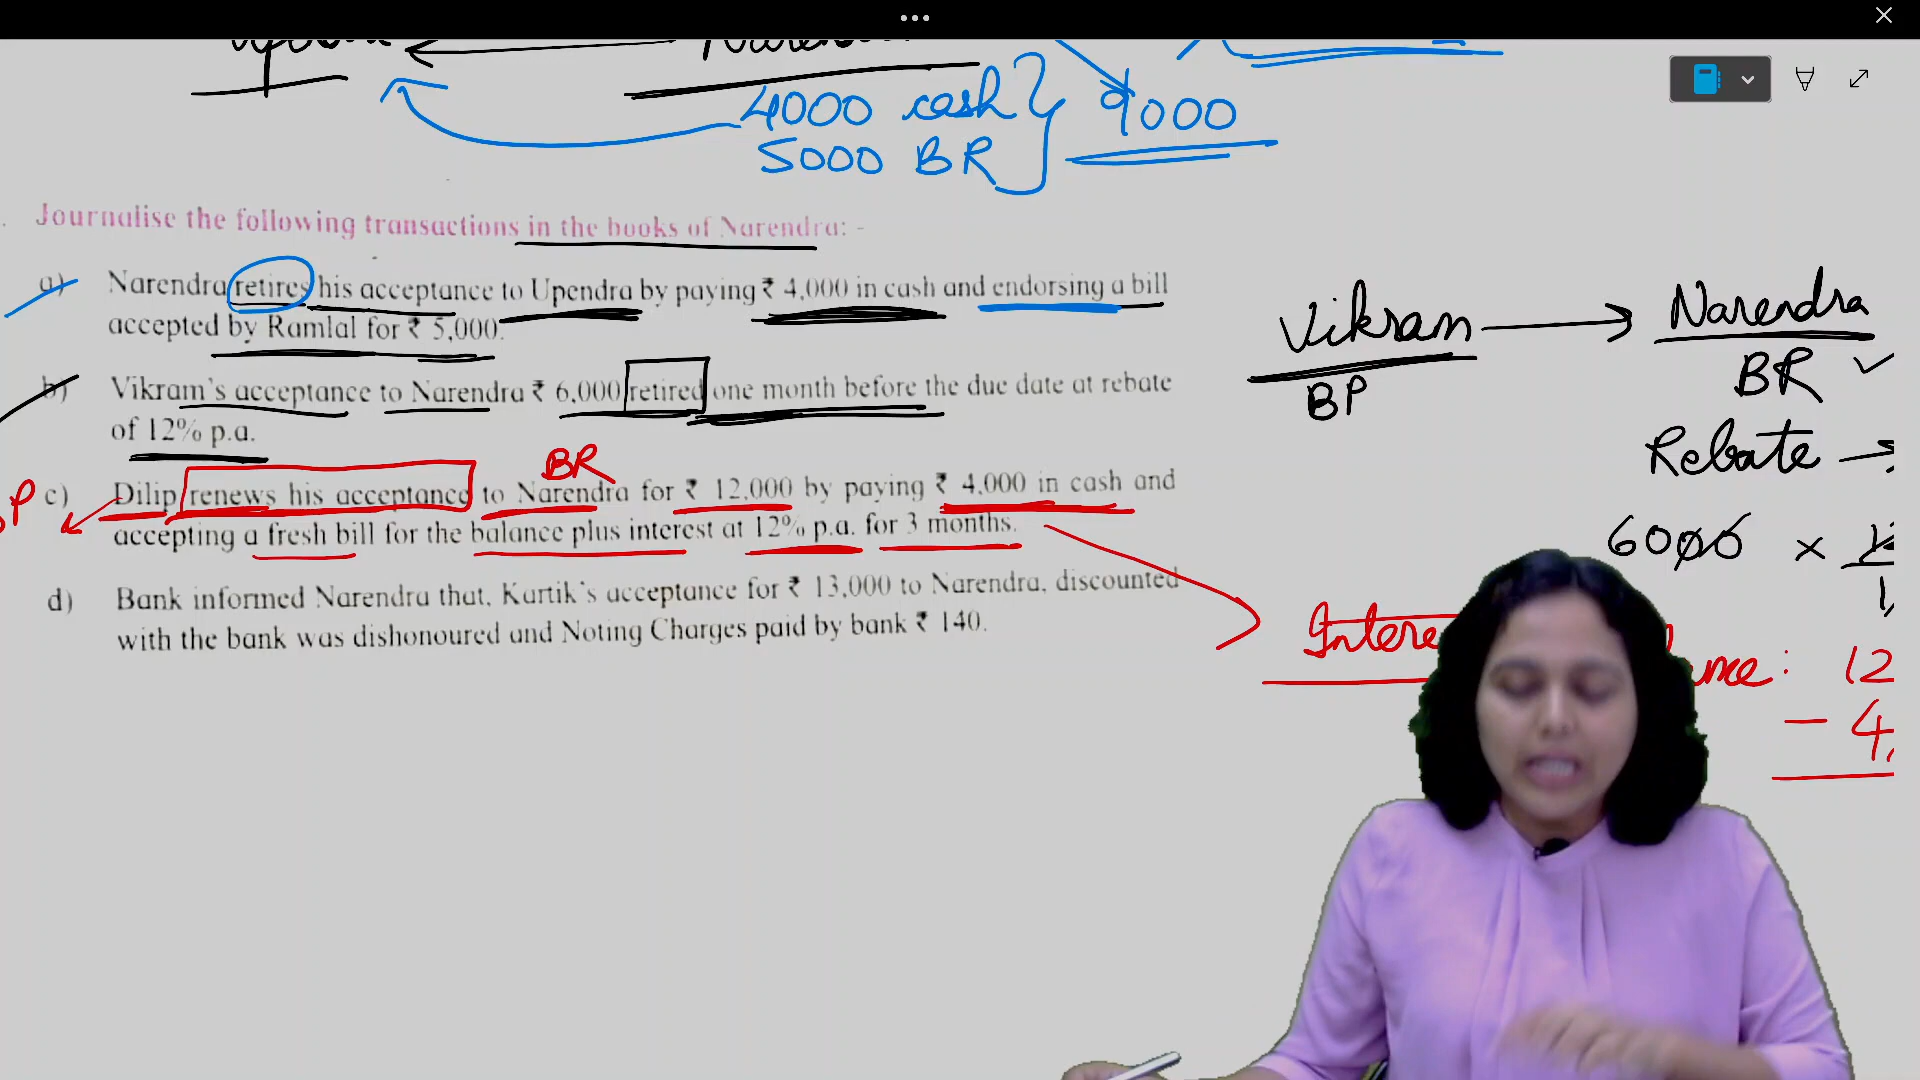 4000 cash
9000
5000 BR
Journalise the following transactions in the books of Narendra: -
a) Narendra retires his acceptance to Upendra by paying ₹ 4,000 in cash and endorsing a bill
accepted by Ramlal for ₹ 5,000.
b) Vikram's acceptance to Narendra ₹ 6,000 retired one month before the due date at rebate
of 12% p.a.
BR
c) Dilip renews his acceptance to Narendra for ₹ 12,000 by paying ₹ 4,000 in cash and
accepting a fresh bill for the balance plus interest at 12% p.a. for 3 months.
d) Bank informed Narendra that, Kartik's acceptance for ₹ 13,000 to Narendra, discounted
with the bank was dishonoured and Noting Charges paid by bank ₹ 140.
Vikram
Narendra
BP
BR
Rebate
6000 ×
12
- 4,